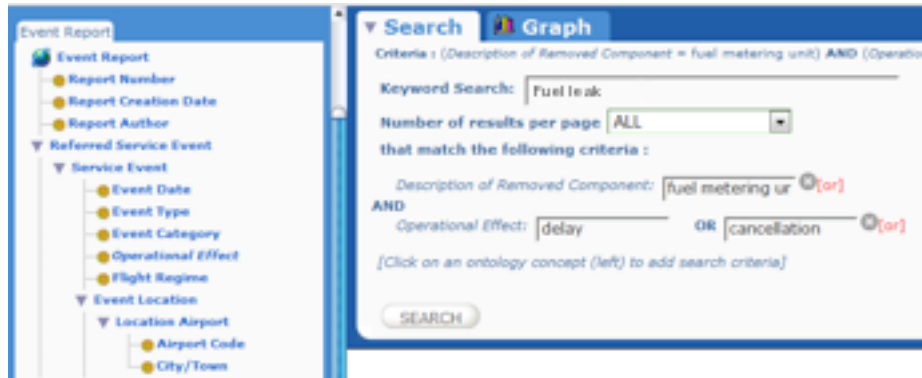 Event Report
Event Report
Report Number
Report Creation Date
Report Author
Referred Service Event
Service Event
Event Date
Event Type
Event Category
Operational Effect
Flight Regime
Event Location
Location Airport
Airport Code
City/Town
Search
Graph
Criteria : (Description of Removed Component = fuel metering unit) AND (Operatio
Keyword Search: Fuel leak
Number of results per page ALL
that match the following criteria :
Description of Removed Component: fuel metering ur [or]
AND
Operational Effect: delay OR cancellation [or]
[Click on an ontology concept (left) to add search criteria]
SEARCH